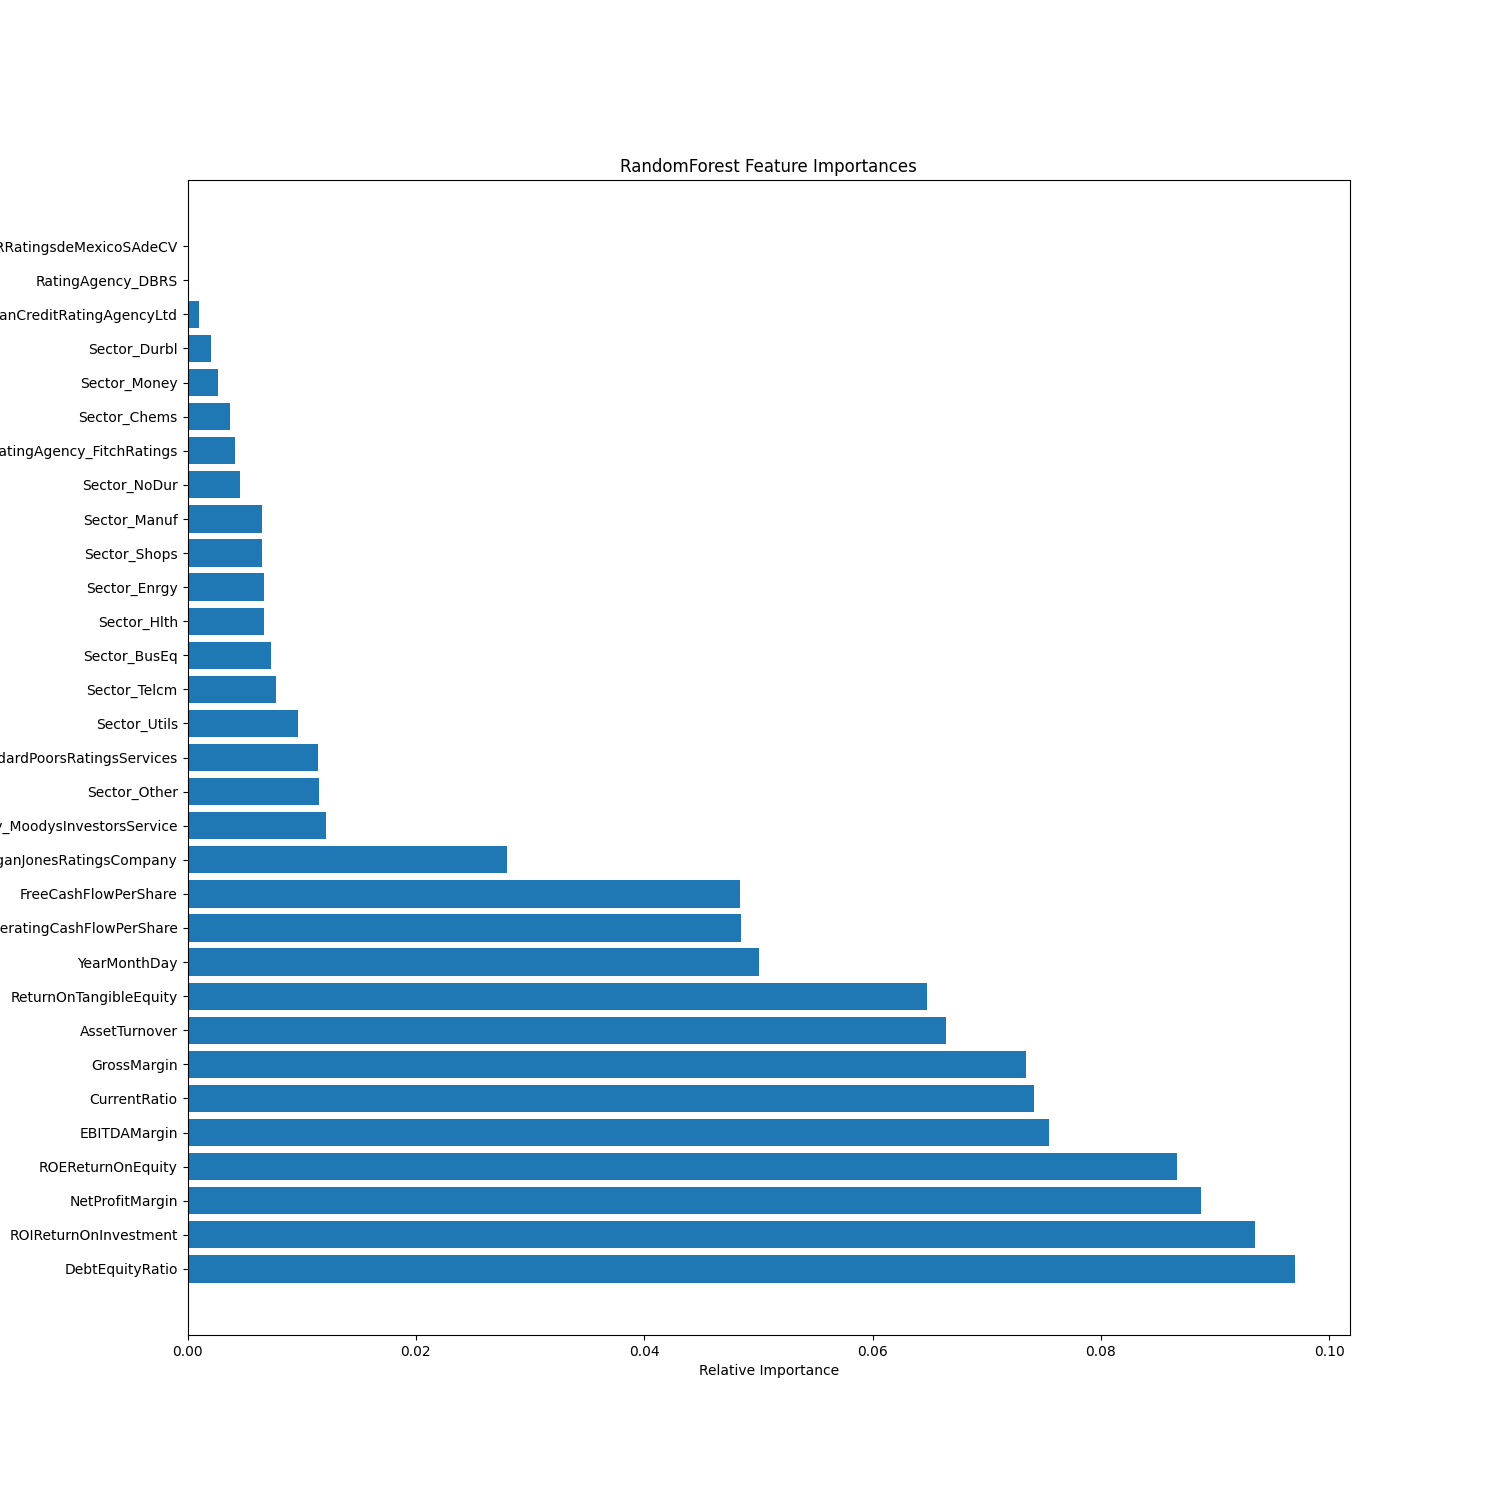 RandomForest Feature Importances
RRatingsdeMexicoSAdeCV
RatingAgency_DBRS
anCreditRatingAgencyLtd
Sector_Durbl
Sector_Money
Sector_Chems
atingAgency_FitchRatings
Sector_NoDur
Sector_Manuf
Sector_Shops
Sector_Enrgy
Sector_Hlth
Sector_BusEq
Sector_Telcm
Sector_Utils
dardPoorsRatingsServices
Sector_Other
y_MoodysInvestorsService
ganJonesRatingsCompany
FreeCashFlowPerShare
eratingCashFlowPerShare
YearMonthDay
ReturnOnTangibleEquity
AssetTurnover
GrossMargin
CurrentRatio
EBITDAMargin
ROEReturnOnEquity
NetProfitMargin
ROIReturnOnInvestment
DebtEquityRatio
0.00 0.02 0.04 0.06 0.08 0.10
Relative Importance